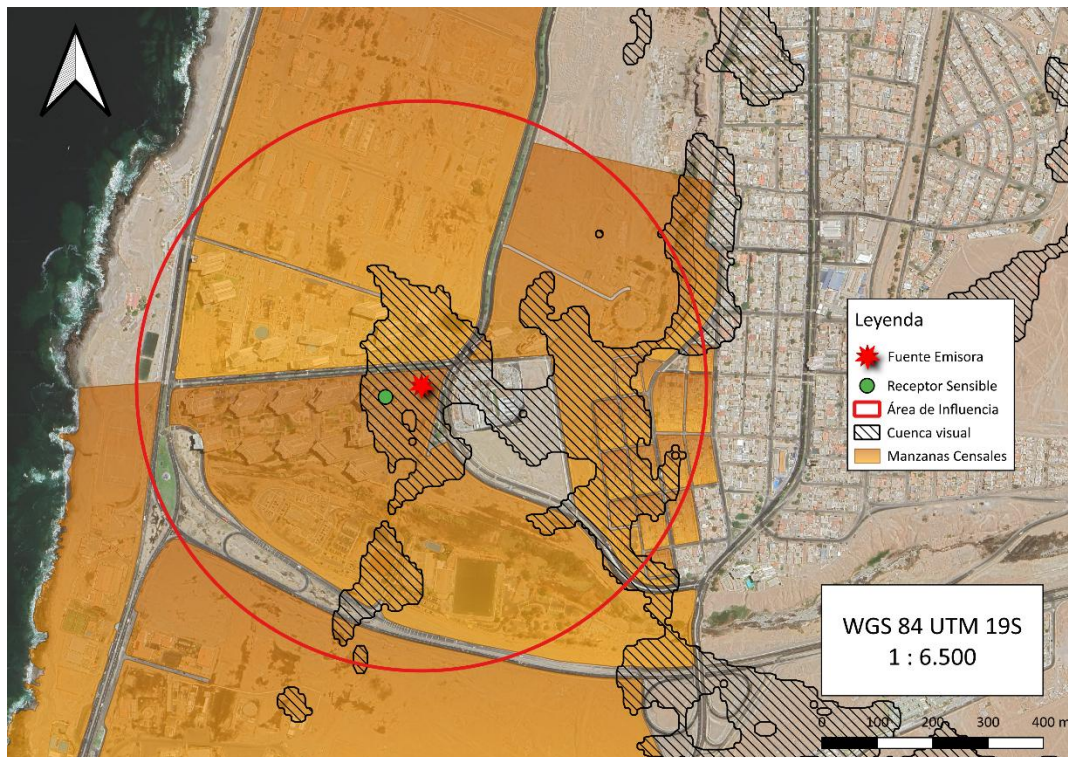 Leyenda
Fuente Emisora
Receptor Sensible
Área de Influencia
Cuenca visual
Manzanas Censales
WGS 84 UTM 19S
1 : 6.500
0 100 200 300 400 m